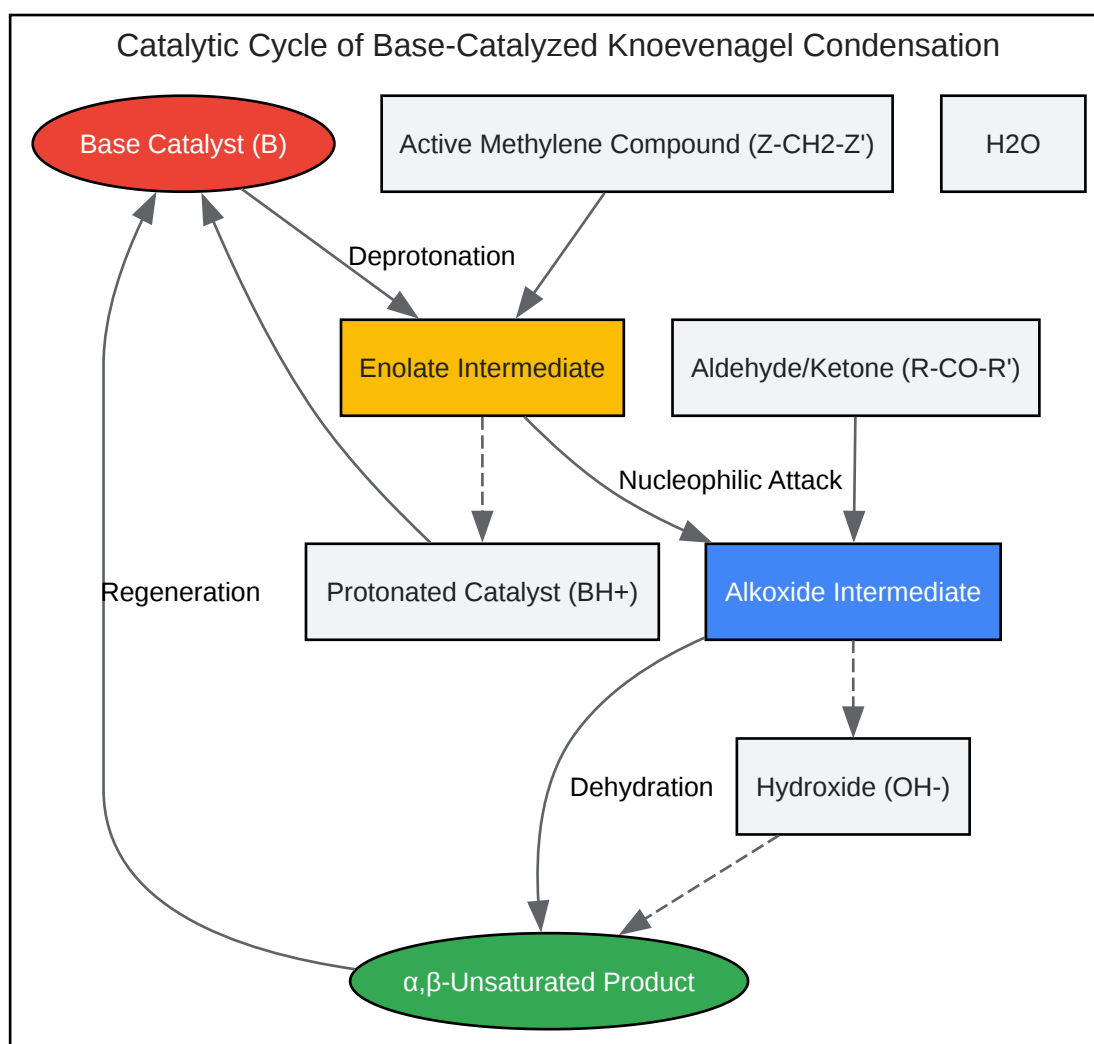 Catalytic Cycle of Base-Catalyzed Knoevenagel Condensation
Base Catalyst (B)
Active Methylene Compound (Z-CH2-Z')
H2O
Deprotonation
Enolate Intermediate
Aldehyde/Ketone (R-CO-R')
Nucleophilic Attack
Regeneration
Protonated Catalyst (BH+)
Alkoxide Intermediate
Dehydration
Hydroxide (OH-)
α,β-Unsaturated Product